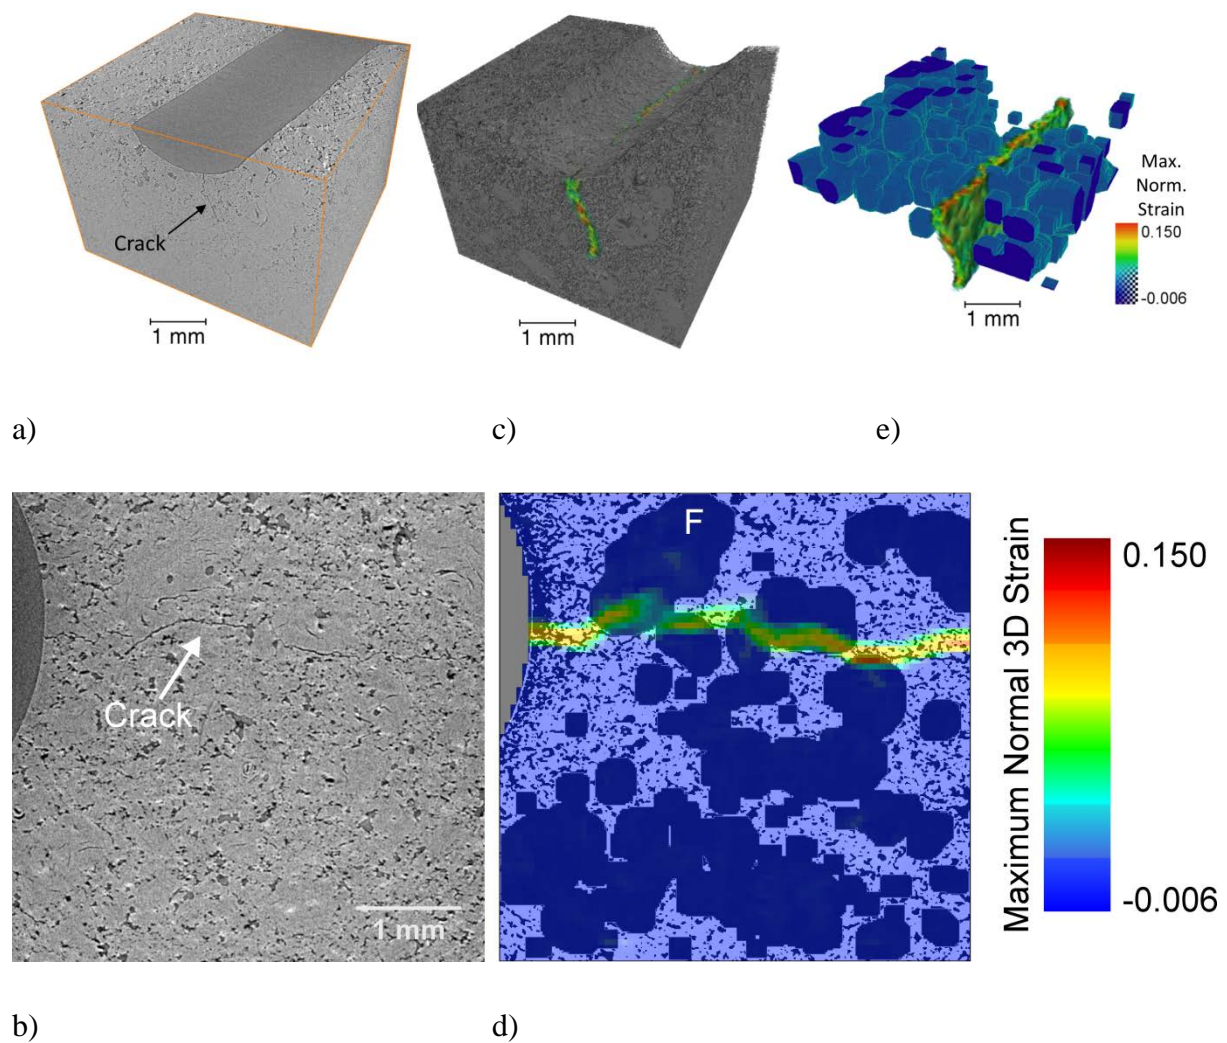 Crack
1 mm
1 mm
Max.
Norm.
Strain
0.150
-0.006
1 mm
a)
c)
e)
Crack
1 mm
F
Maximum Normal 3D Strain
0.150
-0.006
b)
d)